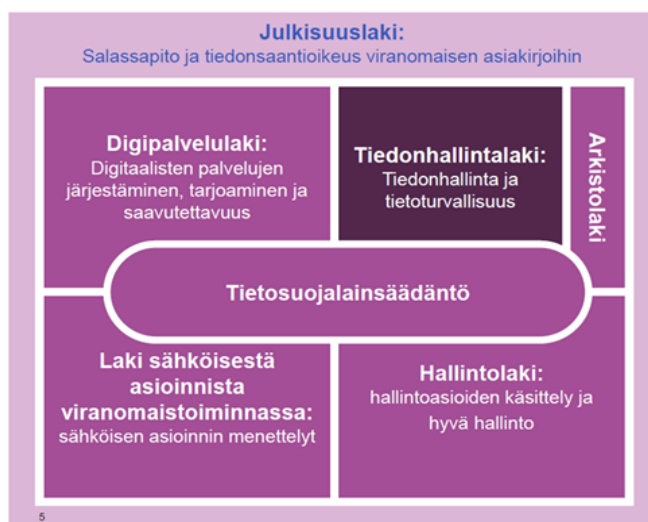 Julkisuuslaki:
Salassapito ja tiedonsaantioikeus viranomaisen asiakirjoihin
Digipalvelulaki:
Digitaalisten palvelujen
järjestäminen, tarjoaminen ja
saavutettavuus
Tiedonhallintalaki:
Tiedonhallinta ja
tietoturvallisuus
Arkistolaki
Tietosuojalainsäädäntö
Laki sähköisestä
asioinnista
viranomaistoiminnassa:
sähköisen asioinnin menettelyt
Hallintolaki:
hallintoasioiden käsittely ja
hyvä hallinto
5